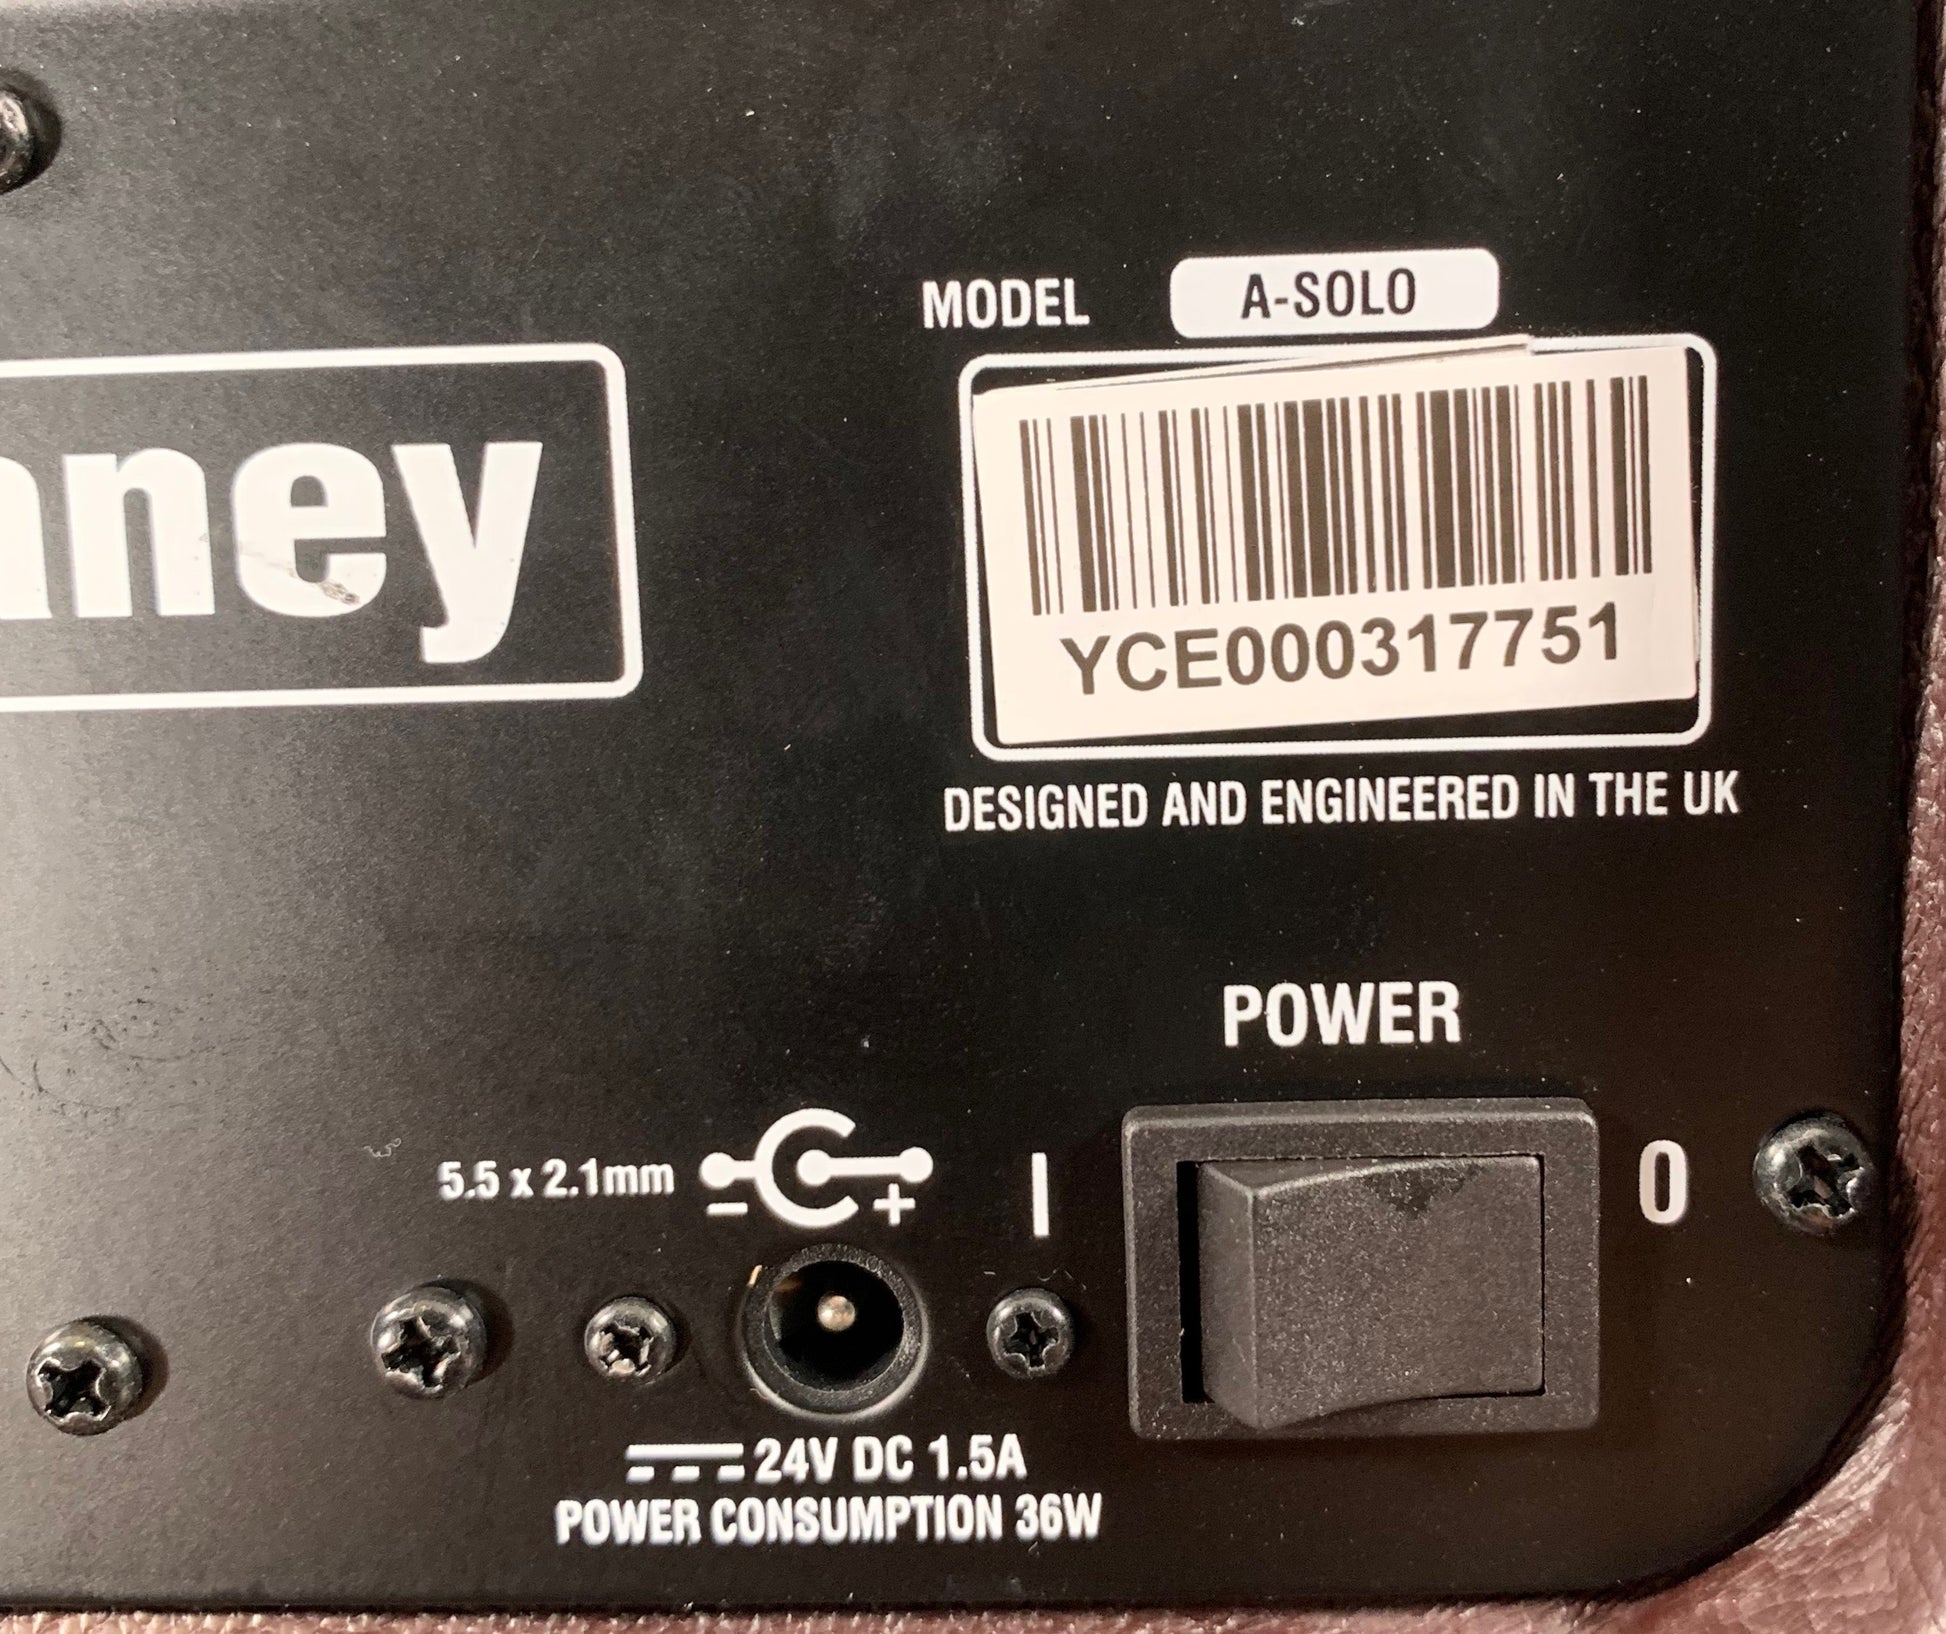 MODEL A-SOLO
aney
YCE000317751
DESIGNED AND ENGINEERED IN THE UK
POWER
5.5 x 2.1mm
− +
I 0
24V DC 1.5A
POWER CONSUMPTION 36W